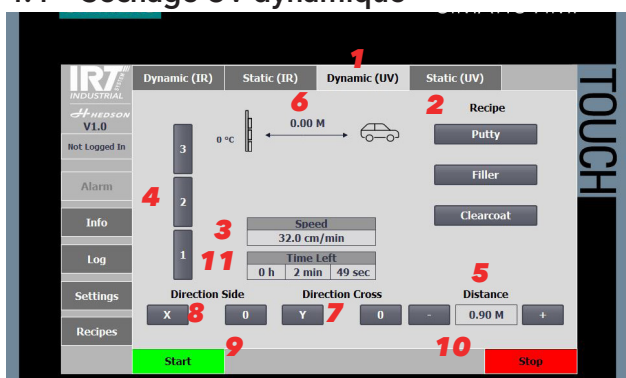 1
Dynamic (IR)
Static (IR)
Dynamic (UV)
Static (UV)
IRT SYSTEM
INDUSTRIAL
HEDSON
V1.0
Not Logged In
Alarm
Info
Log
Settings
Recipes
6
0.00 M
0 °C
2
Recipe
Putty
Filler
Clearcoat
TOUCH
4
3
2
1
3
Speed
32.0 cm/min
11
Time Left
0 h 2 min 49 sec
5
Direction Side
Direction Cross
Distance
X
8
0
Y
7
0
-
0.90 M
+
9
10
Start
Stop